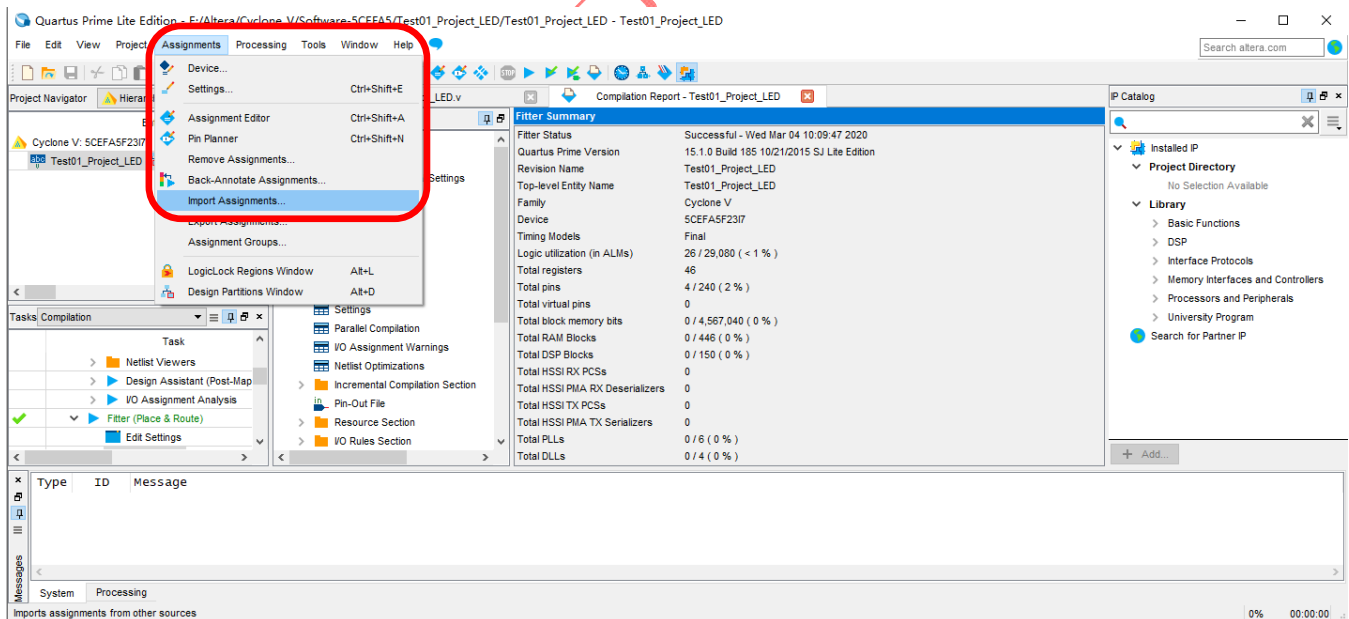 Quartus Prime Lite Edition - E:/Altera/Cyclone V/Software-5CEFA5/Test01_Project_LED/Test01_Project_LED - Test01_Project_LED
File Edit View Project Assignments Processing Tools Window Help
Search altera.com
Device...
Settings... Ctrl+Shift+E
Assignment Editor Ctrl+Shift+A
Pin Planner Ctrl+Shift+N
Remove Assignments...
Back-Annotate Assignments...
Import Assignments...
Export Assignments...
Assignment Groups...
LogicLock Regions Window Alt+L
Design Partitions Window Alt+D
Project Navigator
Cyclone V: 5CEFA5F23I7
Test01_Project_LED
Tasks Compilation
Task
Netlist Viewers
Design Assistant (Post-Map
I/O Assignment Analysis
Fitter (Place & Route)
Edit Settings
_LED.v
Compilation Report - Test01_Project_LED
Settings
Settings
Parallel Compilation
I/O Assignment Warnings
Netlist Optimizations
Incremental Compilation Section
Pin-Out File
Resource Section
I/O Rules Section
Fitter Summary
Fitter Status Successful - Wed Mar 04 10:09:47 2020
Quartus Prime Version 15.1.0 Build 185 10/21/2015 SJ Lite Edition
Revision Name Test01_Project_LED
Top-level Entity Name Test01_Project_LED
Family Cyclone V
Device 5CEFA5F23I7
Timing Models Final
Logic utilization (in ALMs) 26 / 29,080 ( < 1 % )
Total registers 46
Total pins 4 / 240 ( 2 % )
Total virtual pins 0
Total block memory bits 0 / 4,567,040 ( 0 % )
Total RAM Blocks 0 / 446 ( 0 % )
Total DSP Blocks 0 / 150 ( 0 % )
Total HSSI RX PCSs 0
Total HSSI PMA RX Deserializers 0
Total HSSI TX PCSs 0
Total HSSI PMA TX Serializers 0
Total PLLs 0 / 6 ( 0 % )
Total DLLs 0 / 4 ( 0 % )
IP Catalog
Installed IP
Project Directory
No Selection Available
Library
Basic Functions
DSP
Interface Protocols
Memory Interfaces and Controllers
Processors and Peripherals
University Program
Search for Partner IP
+ Add...
Type ID Message
Messages
System Processing
Imports assignments from other sources
0% 00:00:00